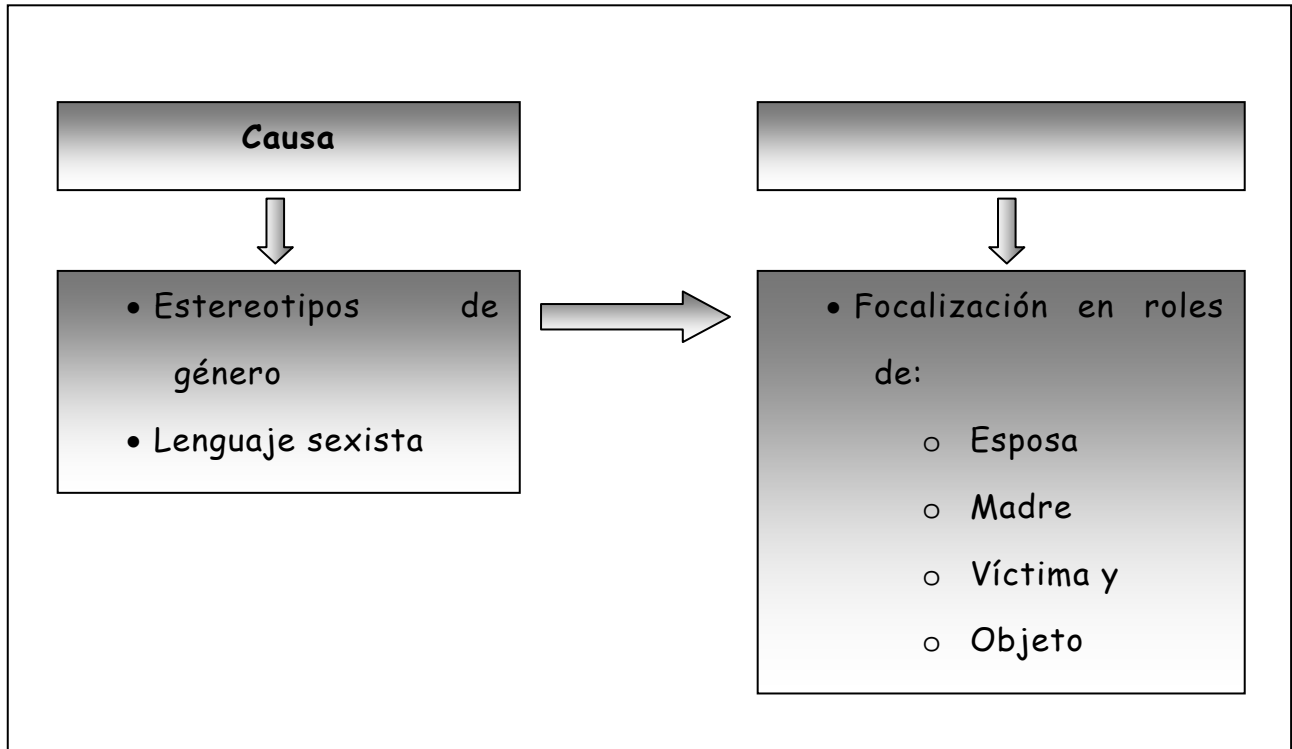 Causa
• Estereotipos de
género
• Lenguaje sexista
• Focalización en roles
de:
o Esposa
o Madre
o Víctima y
o Objeto